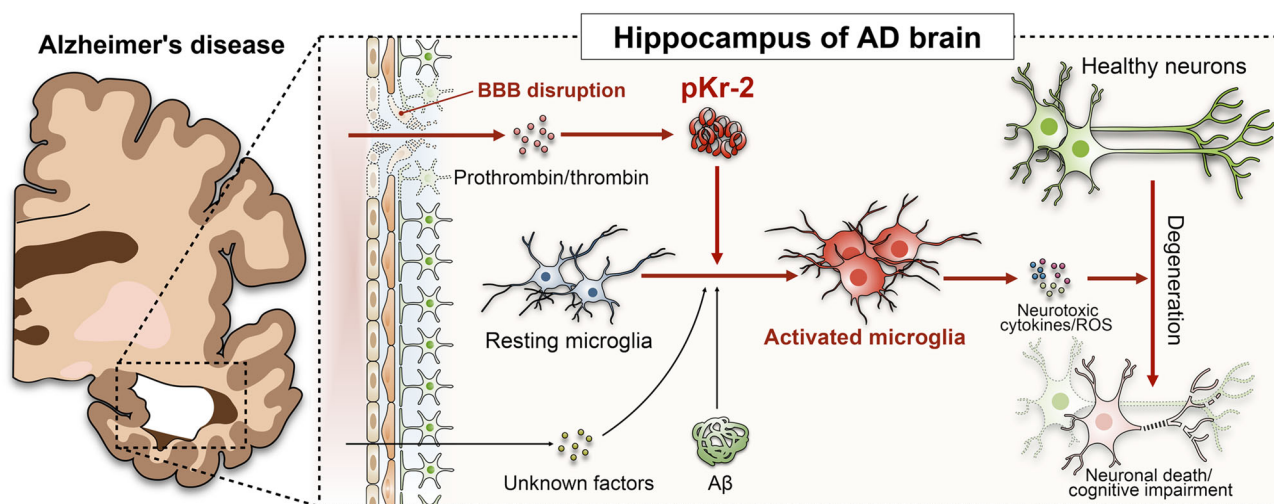 Alzheimer's disease
Hippocampus of AD brain
BBB disruption
pKr-2
Healthy neurons
Prothrombin/thrombin
Resting microglia
Activated microglia
Neurotoxic
cytokines/ROS
Degeneration
Unknown factors
Aβ
Neuronal death/
cognitive impairment